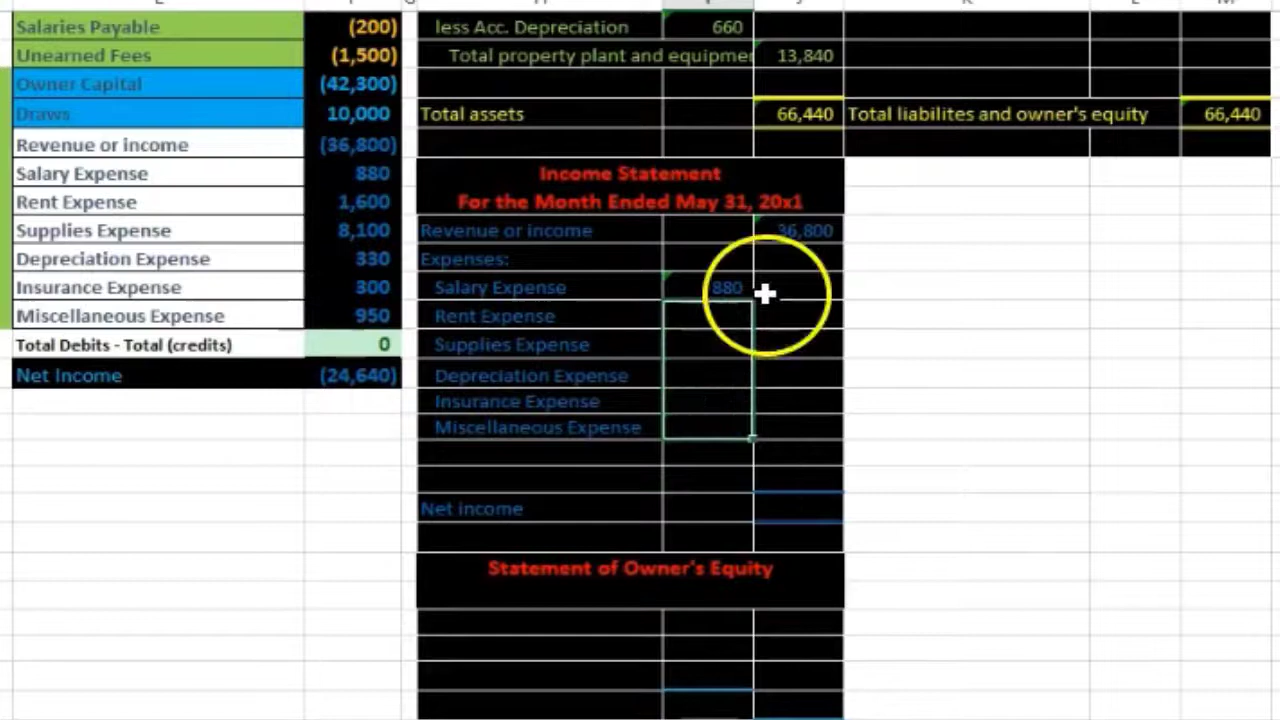 Salaries Payable (200) less Acc. Depreciation 660
Unearned Fees (1,500) Total property plant and equipmer 13,840
Owner Capital (42,300)
Draws 10,000 Total assets 66,440 Total liabilites and owner's equity 66,440
Revenue or income (36,800)
Salary Expense 880 Income Statement
Rent Expense 1,600 For the Month Ended May 31, 20x1
Supplies Expense 8,100 Revenue or income 36,800
Depreciation Expense 330 Expenses:
Insurance Expense 300 Salary Expense 880
Miscellaneous Expense 950 Rent Expense
Total Debits - Total (credits) 0 Supplies Expense
Net Income (24,640) Depreciation Expense
Insurance Expense
Miscellaneous Expense
Net income
Statement of Owner's Equity